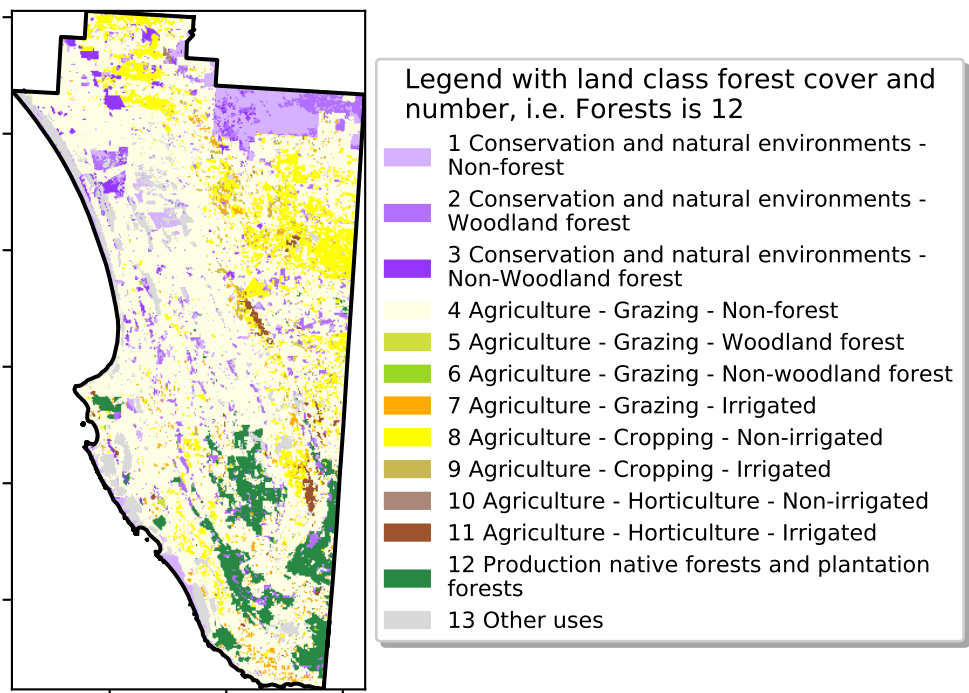 Legend with land class forest cover and
number, i.e. Forests is 12
1 Conservation and natural environments -
Non-forest
2 Conservation and natural environments -
Woodland forest
3 Conservation and natural environments -
Non-Woodland forest
4 Agriculture - Grazing - Non-forest
5 Agriculture - Grazing - Woodland forest
6 Agriculture - Grazing - Non-woodland forest
7 Agriculture - Grazing - Irrigated
8 Agriculture - Cropping - Non-irrigated
9 Agriculture - Cropping - Irrigated
10 Agriculture - Horticulture - Non-irrigated
11 Agriculture - Horticulture - Irrigated
12 Production native forests and plantation
forests
13 Other uses